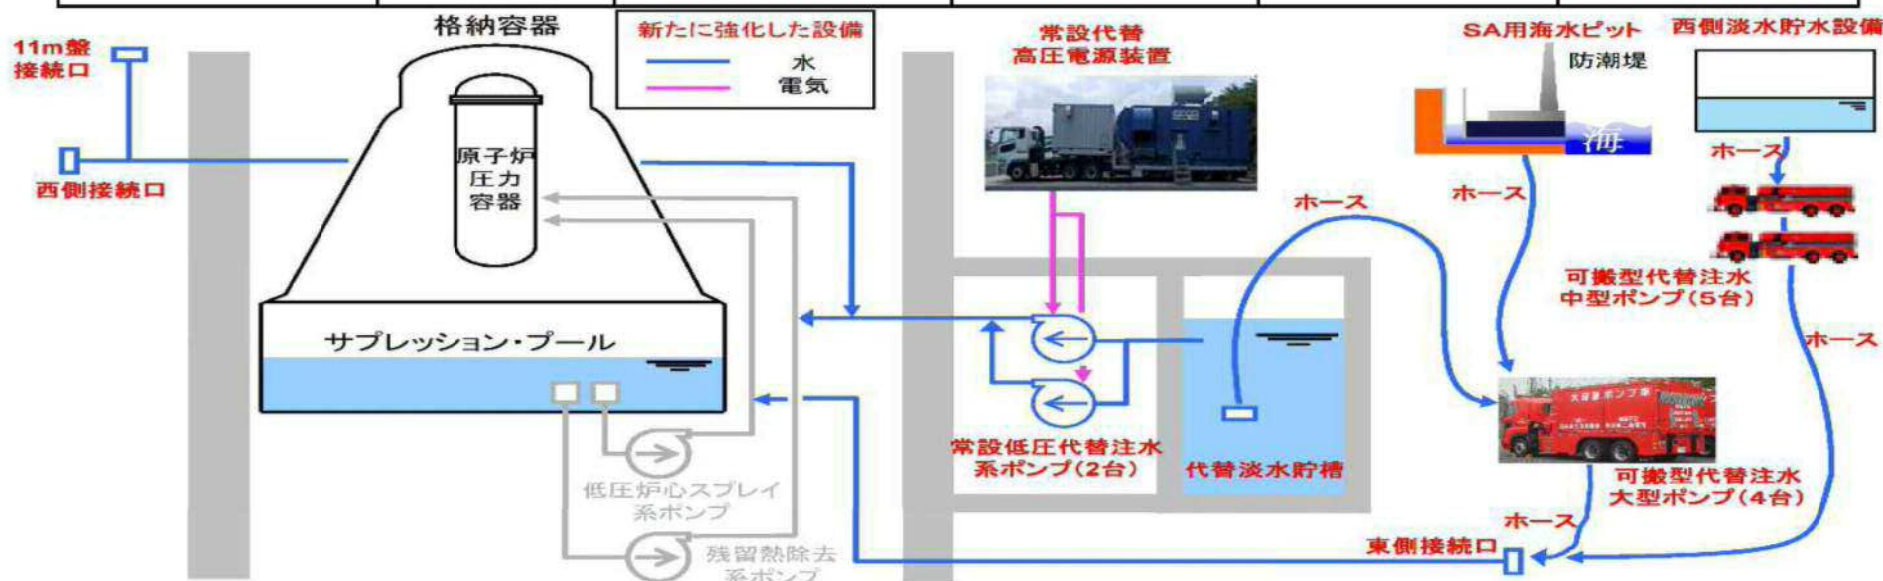 格納容器
新たに強化した設備
水
電気
11m盤
接続口
西側接続口
原子炉
圧力
容器
サプレッション・プール
低圧炉心スプレイ
系ポンプ
残留熱除去
系ポンプ
常設代替
高圧電源装置
常設低圧代替注水
系ポンプ(2台)
代替淡水貯槽
ホース
SA用海水ピット
防潮堤
海
ホース
西側淡水貯水設備
ホース
可搬型代替注水
中型ポンプ(5台)
ホース
可搬型代替注水
大型ポンプ(4台)
ホース
東側接続口